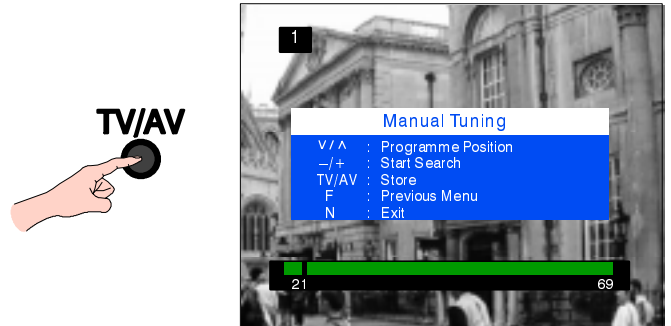 TV/AV
1
Manual Tuning
V / Λ : Programme Position
–/+ : Start Search
TV/AV : Store
F : Previous Menu
N : Exit
21 69